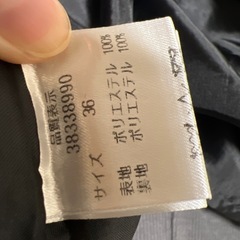 品質表示
38338990
サイズ 36
表地 ポリエステル 100%
裏地 ポリエステル 100%